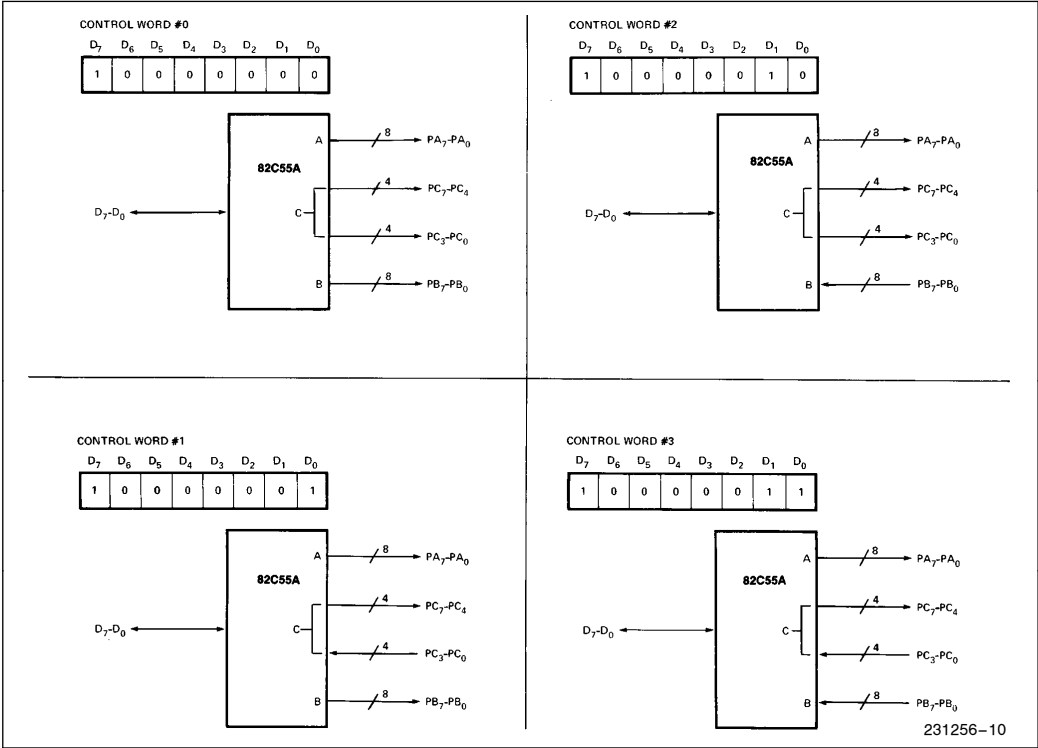 CONTROL WORD #0
D7 D6 D5 D4 D3 D2 D1 D0
1 0 0 0 0 0 0 0
82C55A
D7-D0
A
C
B
8 PA7-PA0
4 PC7-PC4
4 PC3-PC0
8 PB7-PB0
CONTROL WORD #2
D7 D6 D5 D4 D3 D2 D1 D0
1 0 0 0 0 0 1 0
82C55A
D7-D0
A
C
B
8 PA7-PA0
4 PC7-PC4
4 PC3-PC0
8 PB7-PB0
CONTROL WORD #1
D7 D6 D5 D4 D3 D2 D1 D0
1 0 0 0 0 0 0 1
82C55A
D7-D0
A
C
B
8 PA7-PA0
4 PC7-PC4
4 PC3-PC0
8 PB7-PB0
CONTROL WORD #3
D7 D6 D5 D4 D3 D2 D1 D0
1 0 0 0 0 0 1 1
82C55A
D7-D0
A
C
B
8 PA7-PA0
4 PC7-PC4
4 PC3-PC0
8 PB7-PB0
231256-10